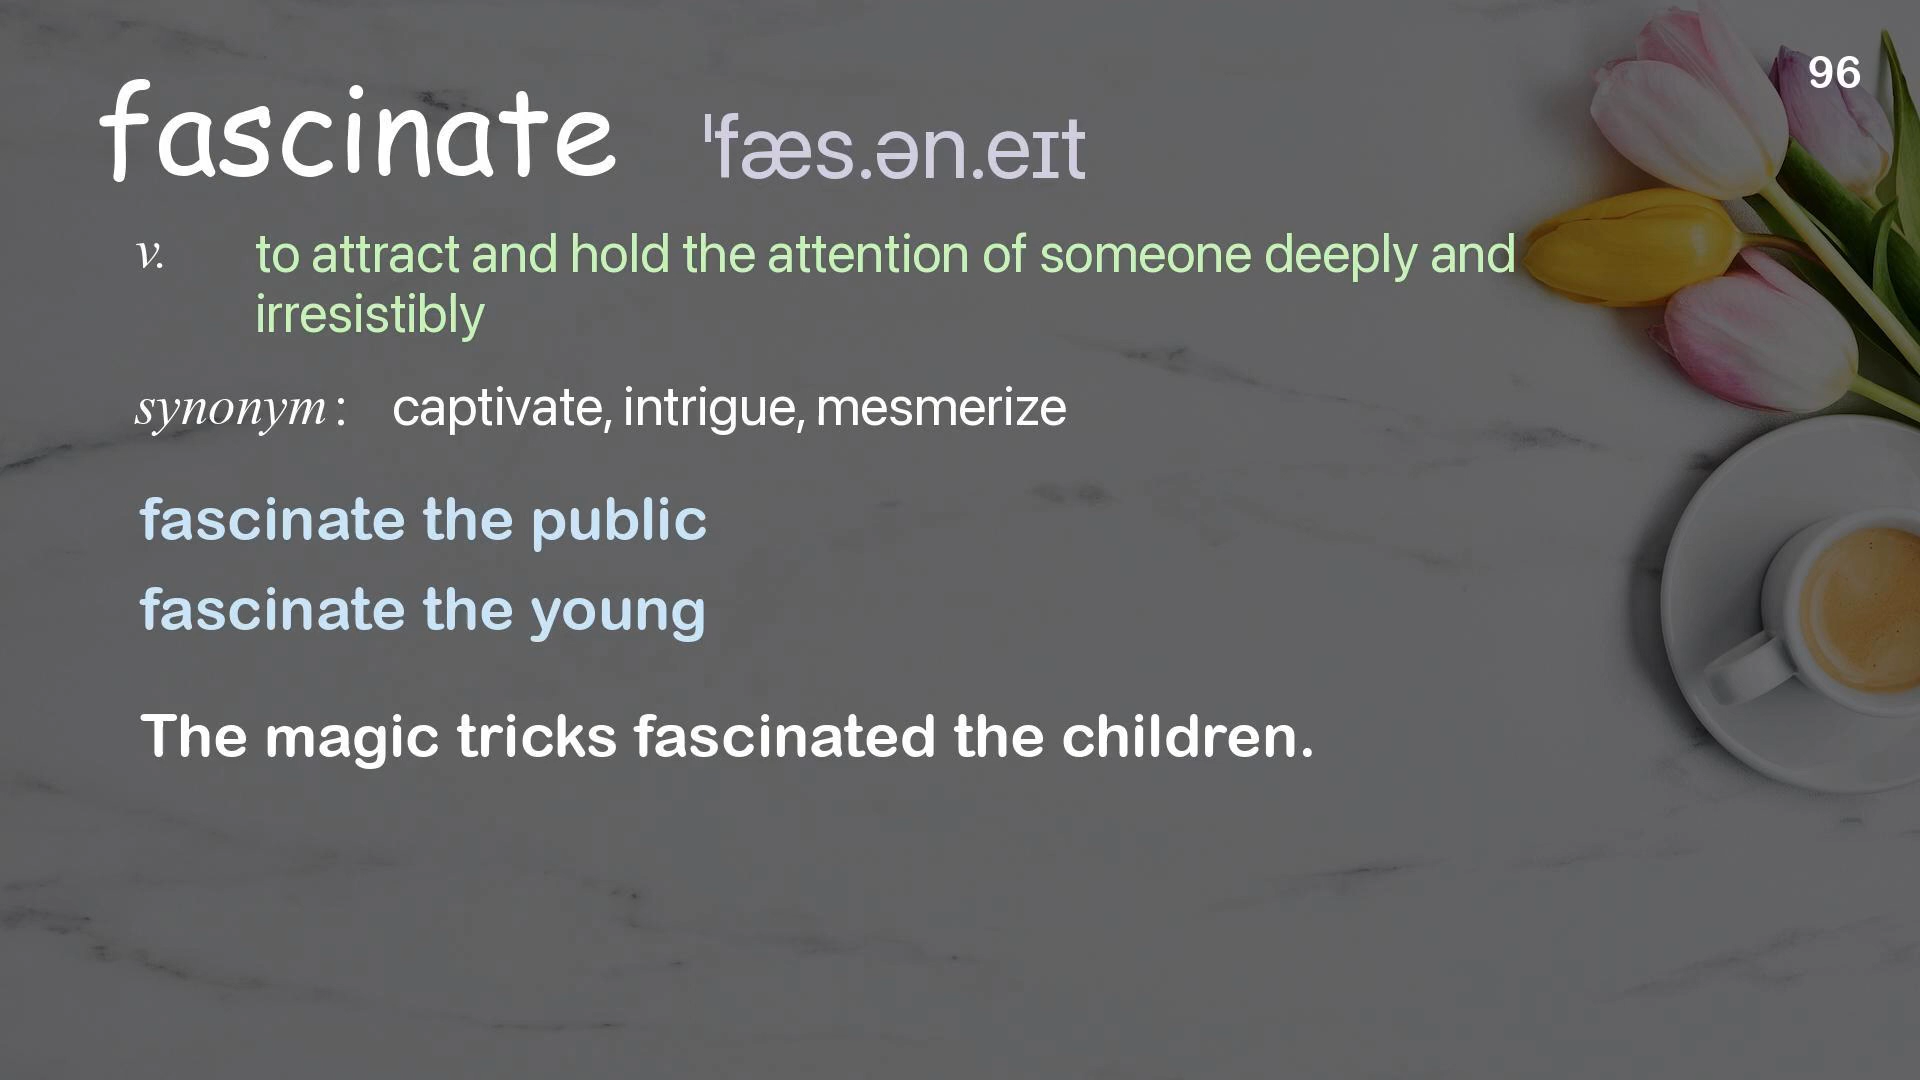 96
fascinate ˈfæs.ən.eɪt
v. to attract and hold the attention of someone deeply and
irresistibly
synonym: captivate, intrigue, mesmerize
fascinate the public
fascinate the young
The magic tricks fascinated the children.